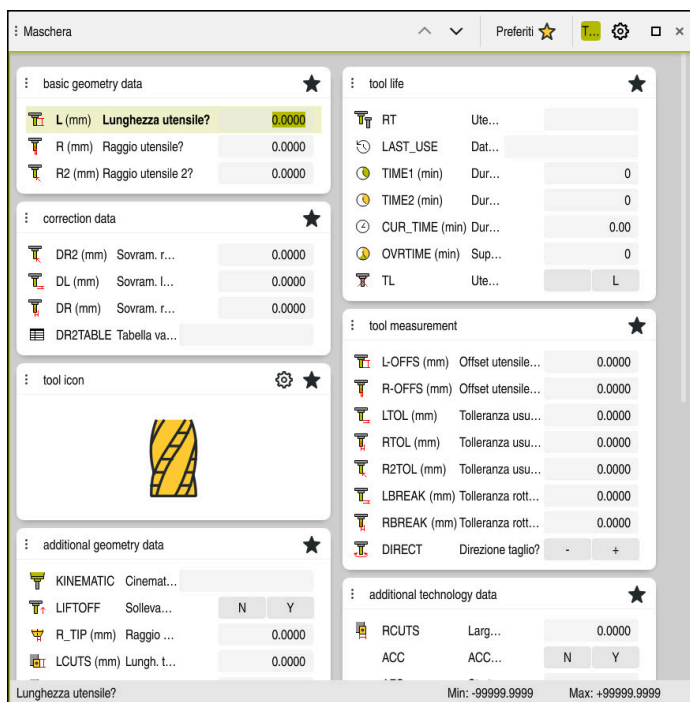 Maschera
Preferiti
T...
basic geometry data
L (mm) Lunghezza utensile? 0.0000
R (mm) Raggio utensile? 0.0000
R2 (mm) Raggio utensile 2? 0.0000
correction data
DR2 (mm) Sovram. r... 0.0000
DL (mm) Sovram. l... 0.0000
DR (mm) Sovram. r... 0.0000
DR2TABLE Tabella va...
tool icon
additional geometry data
KINEMATIC Cinemat...
LIFTOFF Solleva... N Y
R_TIP (mm) Raggio ... 0.0000
LCUTS (mm) Lungh. t... 0.0000
tool life
RT Ute...
LAST_USE Dat...
TIME1 (min) Dur... 0
TIME2 (min) Dur... 0
CUR_TIME (min) Dur... 0.00
OVRTIME (min) Sup... 0
TL Ute... L
tool measurement
L-OFFS (mm) Offset utensile... 0.0000
R-OFFS (mm) Offset utensile... 0.0000
LTOL (mm) Tolleranza usu... 0.0000
RTOL (mm) Tolleranza usu... 0.0000
R2TOL (mm) Tolleranza usu... 0.0000
LBREAK (mm) Tolleranza rott... 0.0000
RBREAK (mm) Tolleranza rott... 0.0000
DIRECT Direzione taglio? - +
additional technology data
RCUTS Larg... 0.0000
ACC ACC... N Y
Lunghezza utensile? Min: -99999.9999 Max: +99999.9999